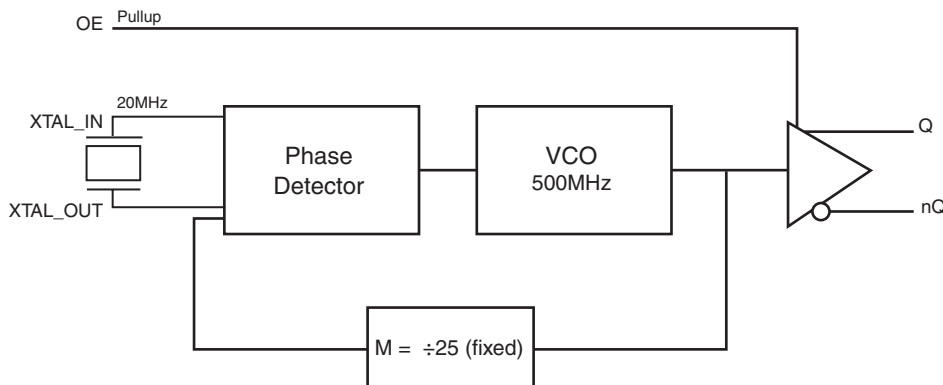 OE
Pullup
20MHz
XTAL_IN
XTAL_OUT
Phase
Detector
VCO
500MHz
Q
nQ
M = ÷25 (fixed)